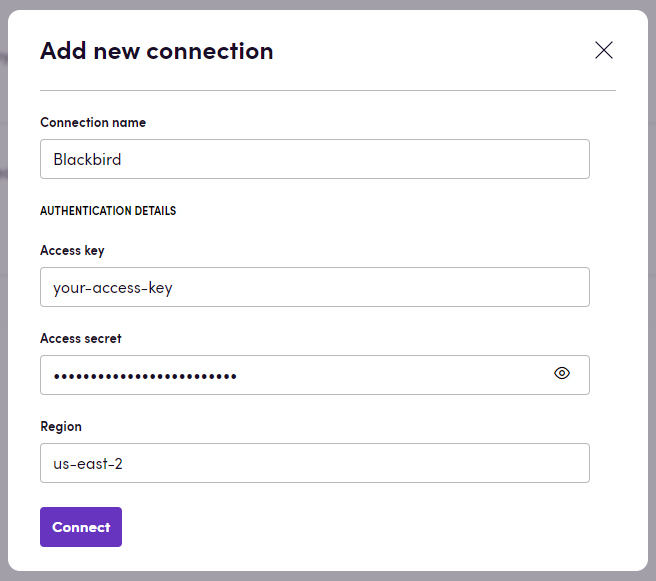 Add new connection
Connection name
Blackbird
AUTHENTICATION DETAILS
Access key
your-access-key
Access secret
•••••••••••••••••••••••••
Region
us-east-2
Connect